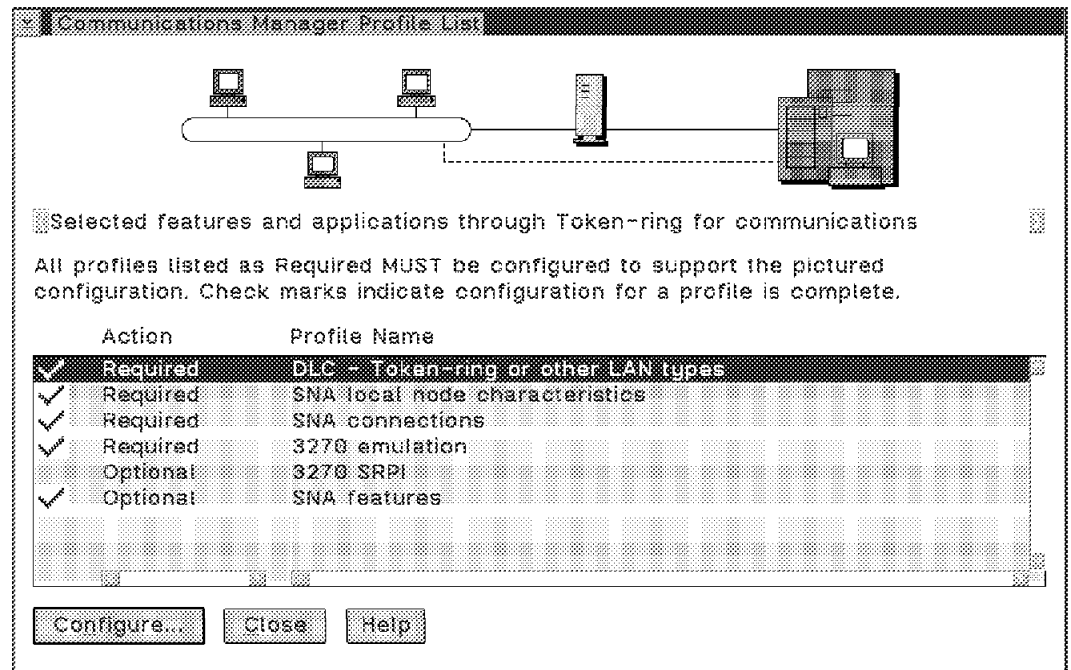 Communications Manager Profile List
Selected features and applications through Token-ring for communications
All profiles listed as Required MUST be configured to support the pictured
configuration. Check marks indicate configuration for a profile is complete.
Action Profile Name
Required DLC - Token-ring or other LAN types
Required SNA local node characteristics
Required SNA connections
Required 3270 emulation
Optional 3270 SRPI
Optional SNA features
Configure... Close Help